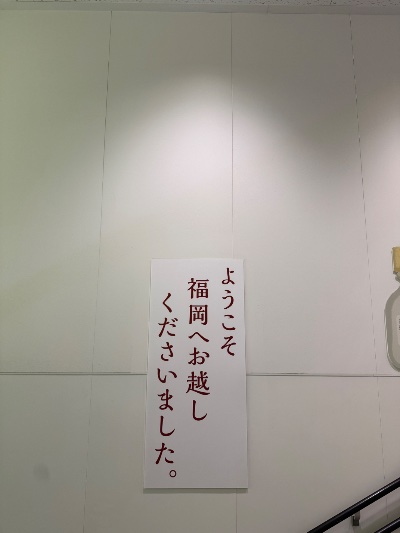 ようこそ
福岡へお越し
くださいました。